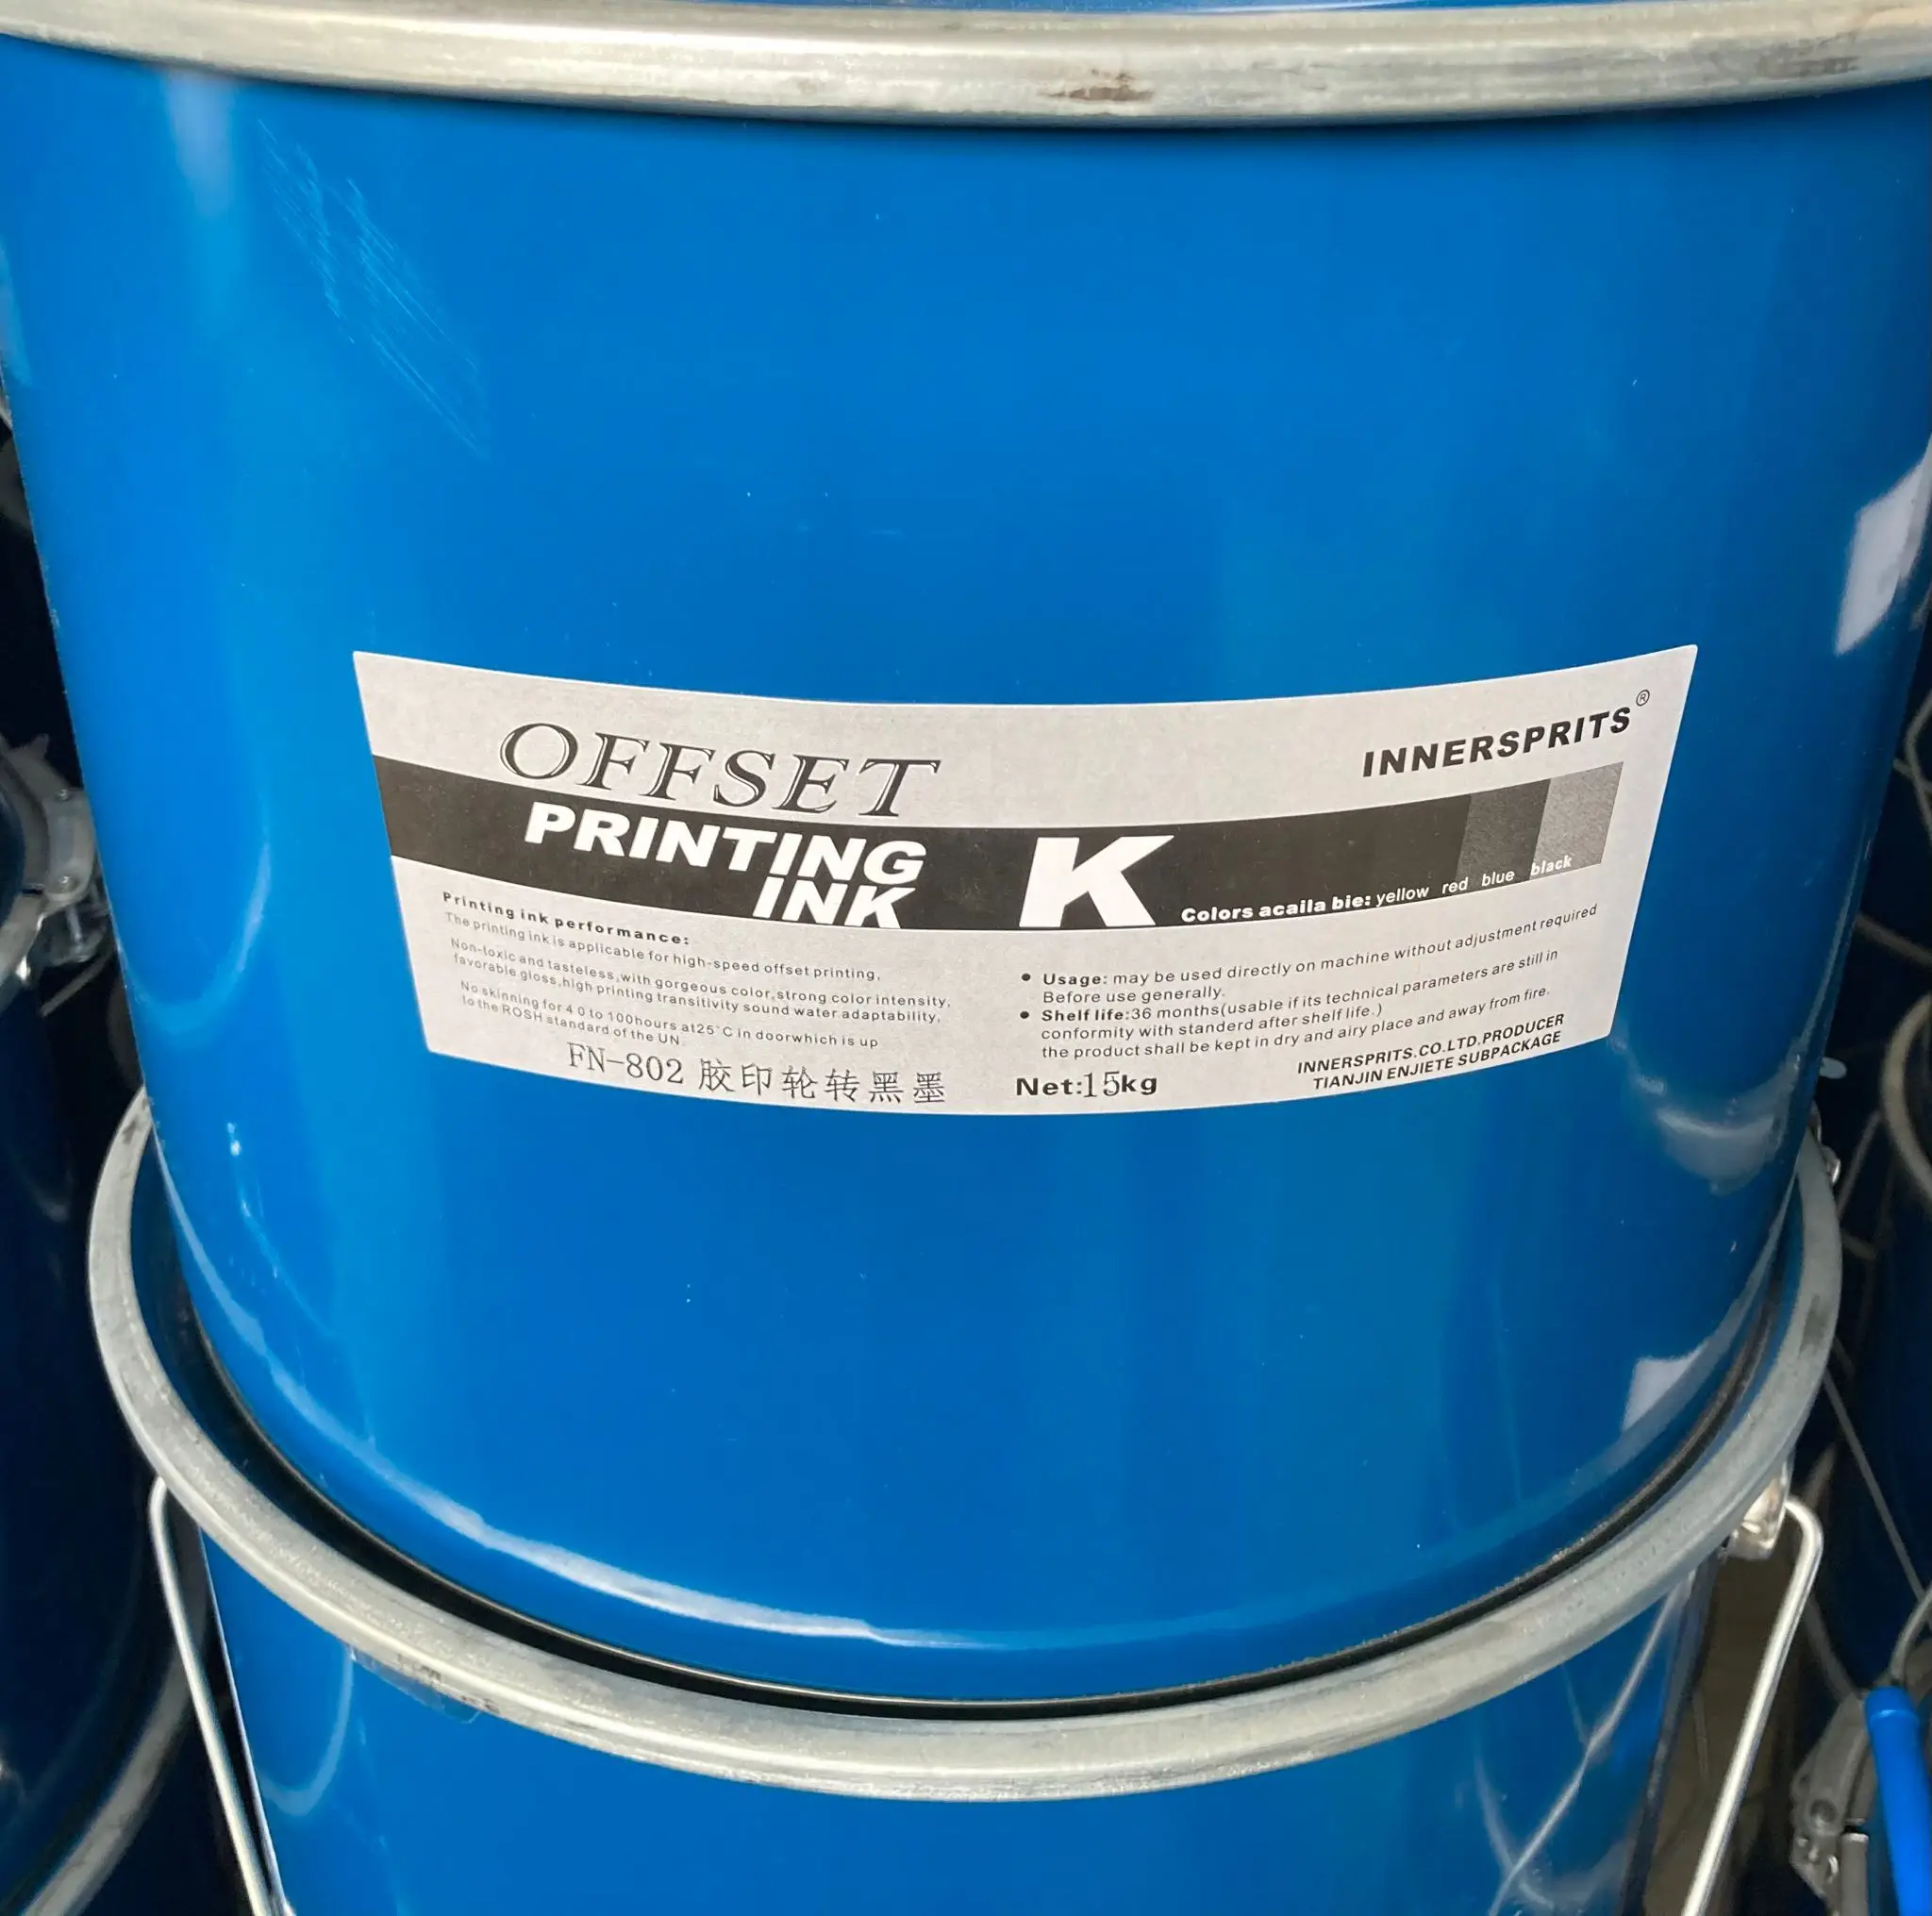 OFFSET
PRINTING
INK
K
INNERSPRITS®
Colors acaila bie: yellow red blue black
Printing ink performance:
The printing ink is applicable for high-speed offset printing,
Non-toxic and tasteless,with gorgeous color,strong color intensity,
favorable gloss,high printing transitivity sound water adaptability,
No skinning for 4 0 to 100hours at25°C in doorwhich is up
to the ROSH standard of the UN.
FN-802 胶印轮转黑墨
● Usage: may be used directly on machine without adjustment required
Before use generally.
● Shelf life:36 months(usable if its technical parameters are still in
conformity with standerd after shelf life.)
the product shall be kept in dry and airy place and away from fire.
Net:15kg
INNERSPRITS.CO.LTD.PRODUCER
TIANJIN ENJIETE SUBPACKAGE